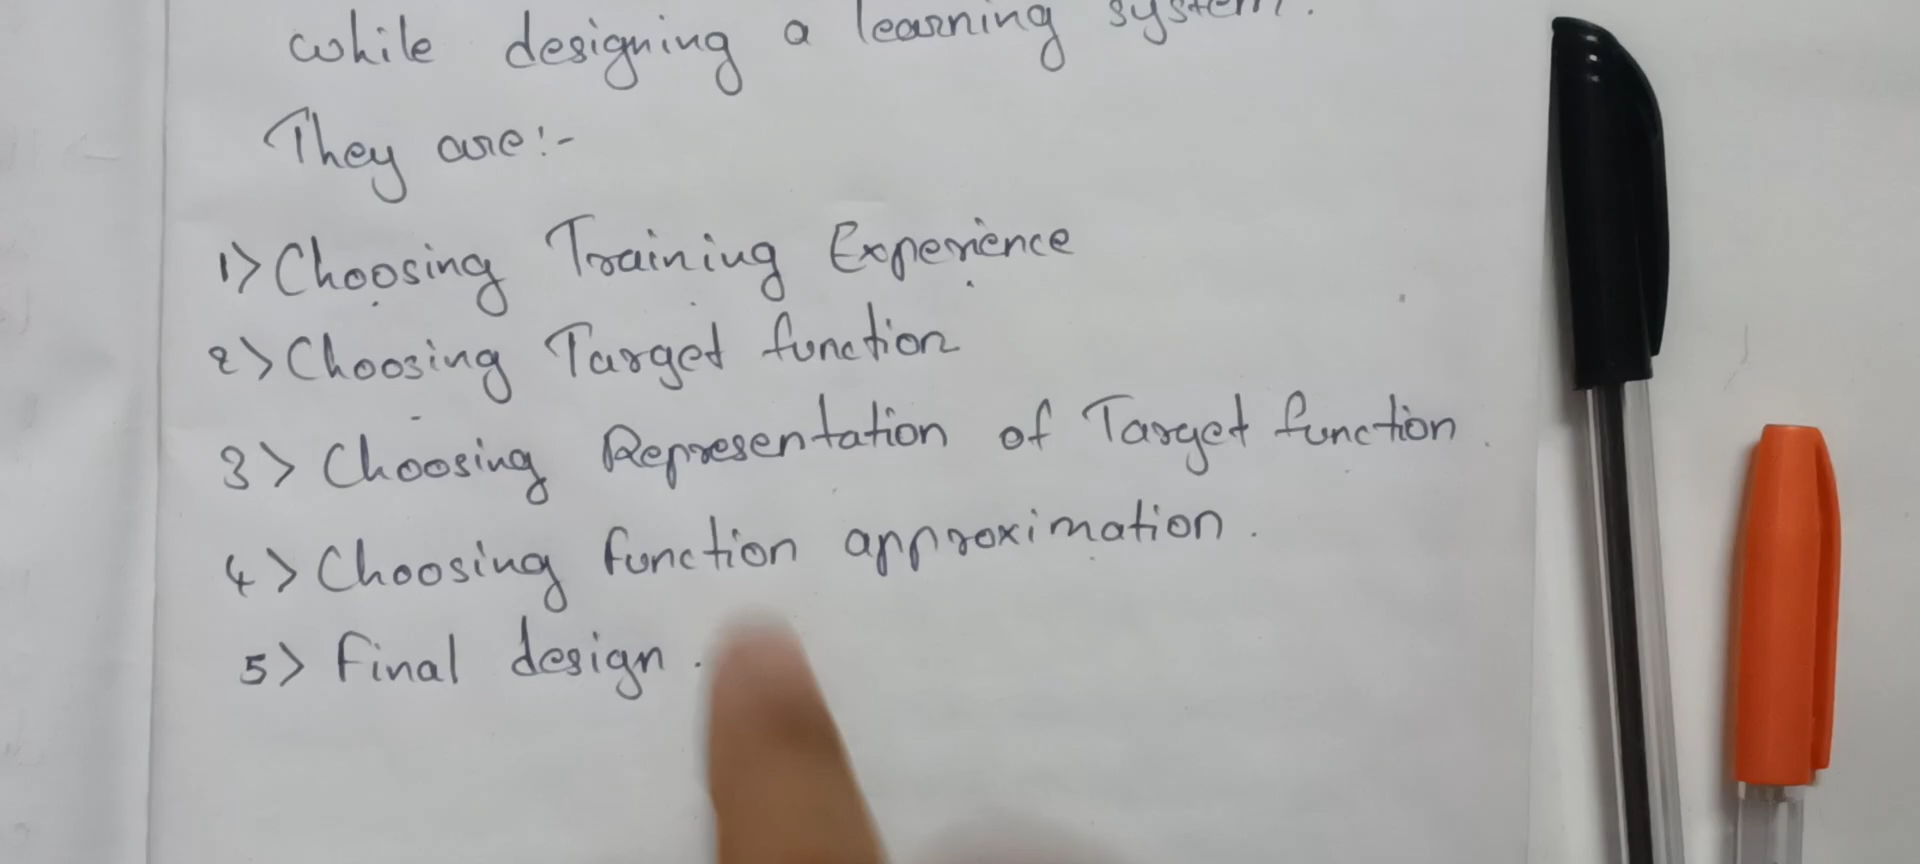 while designing a learning system.
They are:-
1> Choosing Training Experience
2> Choosing Target function
3> Choosing Representation of Target function.
4> Choosing function approximation.
5> Final design.